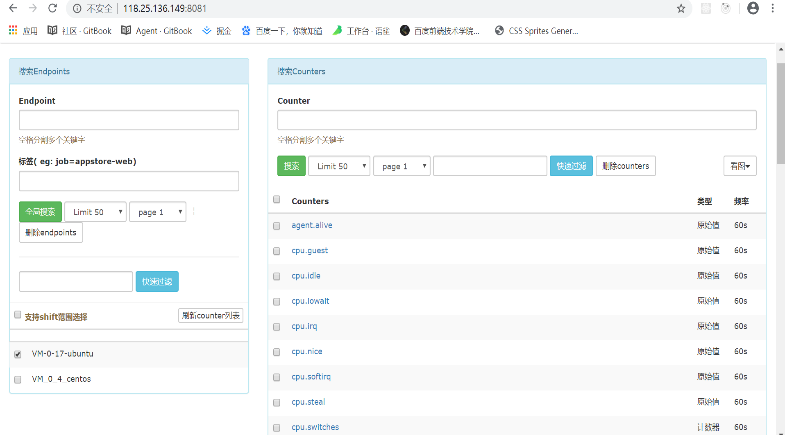 不安全 | 118.25.136.149:8081
应用 社区 · GitBook Agent · GitBook 掘金 百度一下，你就知道 工作台 · 语雀 百度前端技术学院... CSS Sprites Gener...
搜索Endpoints
Endpoint
空格分割多个关键字
标签( eg: job=appstore-web)
全局搜索 Limit 50 page 1
删除endpoints
快速过滤
支持shift范围选择 刷新counter列表
VM-0-17-ubuntu
VM_0_4_centos
搜索Counters
Counter
空格分割多个关键字
搜索 Limit 50 page 1 快速过滤 删除counters 看图
Counters 类型 频率
agent.alive 原始值 60s
cpu.guest 原始值 60s
cpu.idle 原始值 60s
cpu.iowait 原始值 60s
cpu.irq 原始值 60s
cpu.nice 原始值 60s
cpu.softirq 原始值 60s
cpu.steal 原始值 60s
cpu.switches 计数器 60s